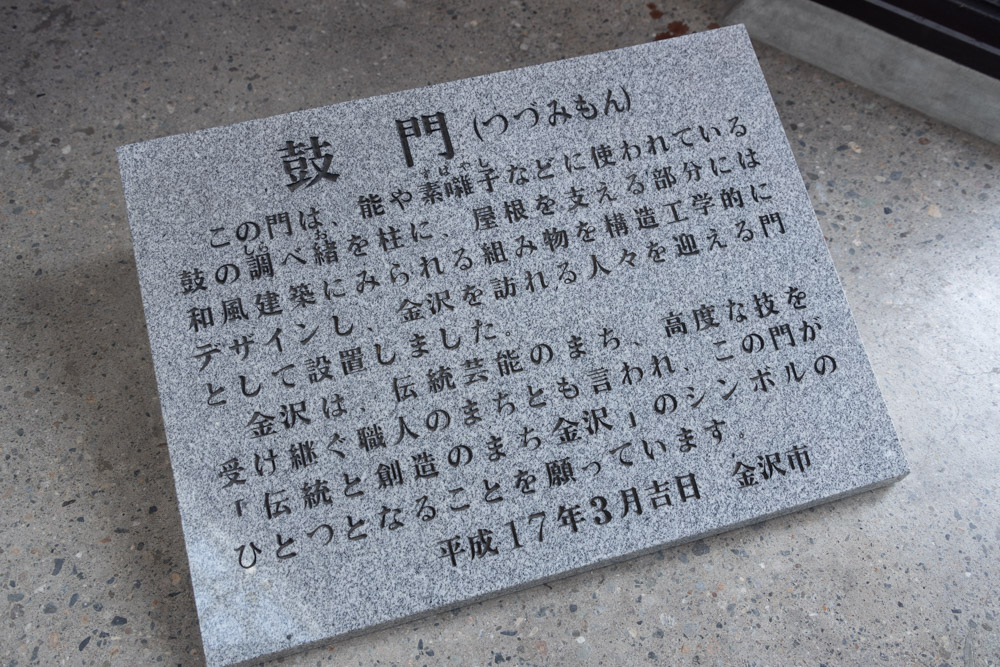 鼓 門(つづみもん)
この門は、能や素囃子などに使われている
鼓の調べ緒を柱に、屋根を支える部分には
和風建築にみられる組み物を構造工学的に
デザインし、金沢を訪れる人々を迎える門
として設置しました。
金沢は、伝統芸能のまち、高度な技を
受け継ぐ職人のまちとも言われ、この門が
「伝統と創造のまち金沢」のシンボルの
ひとつとなることを願っています。
平成17年3月吉日 金沢市